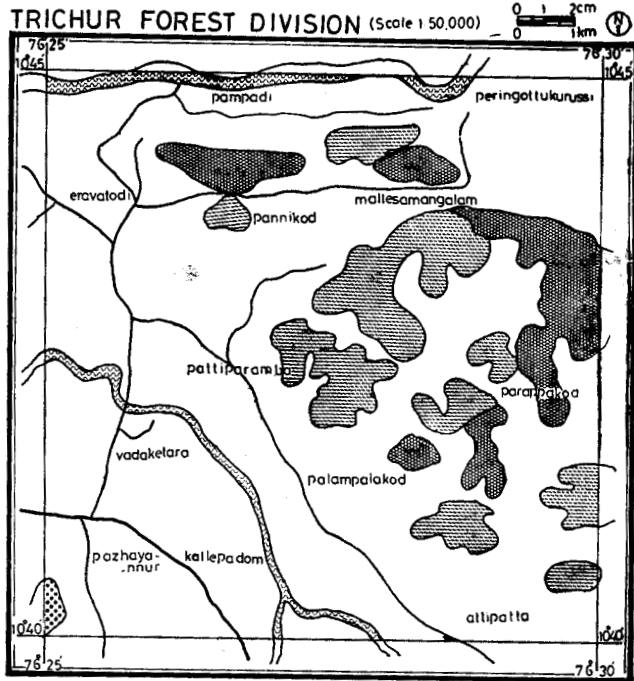 TRICHUR FOREST DIVISION (Scale 1 50,000)
0 1 2cm
0 1km
N
76°25' 76°30'
10°45' 10°45'
pampadi peringottukurussi
eravatodi mallesamangalam
pannikod
pattiparamba
parappakod
vadaketara
palampalakod
pazhaya-
-nnur
kallepadom
attipatta
10°40' 10°40'
76°25' 76°30'